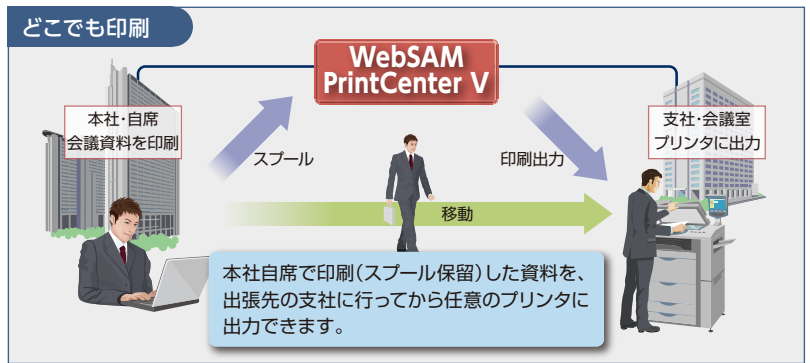 どこでも印刷
WebSAM
PrintCenter V
本社・自席
会議資料を印刷
支社・会議室
プリンタに出力
スプール
印刷出力
移動
本社自席で印刷(スプール保留)した資料を、
出張先の支社に行ってから任意のプリンタに
出力できます。